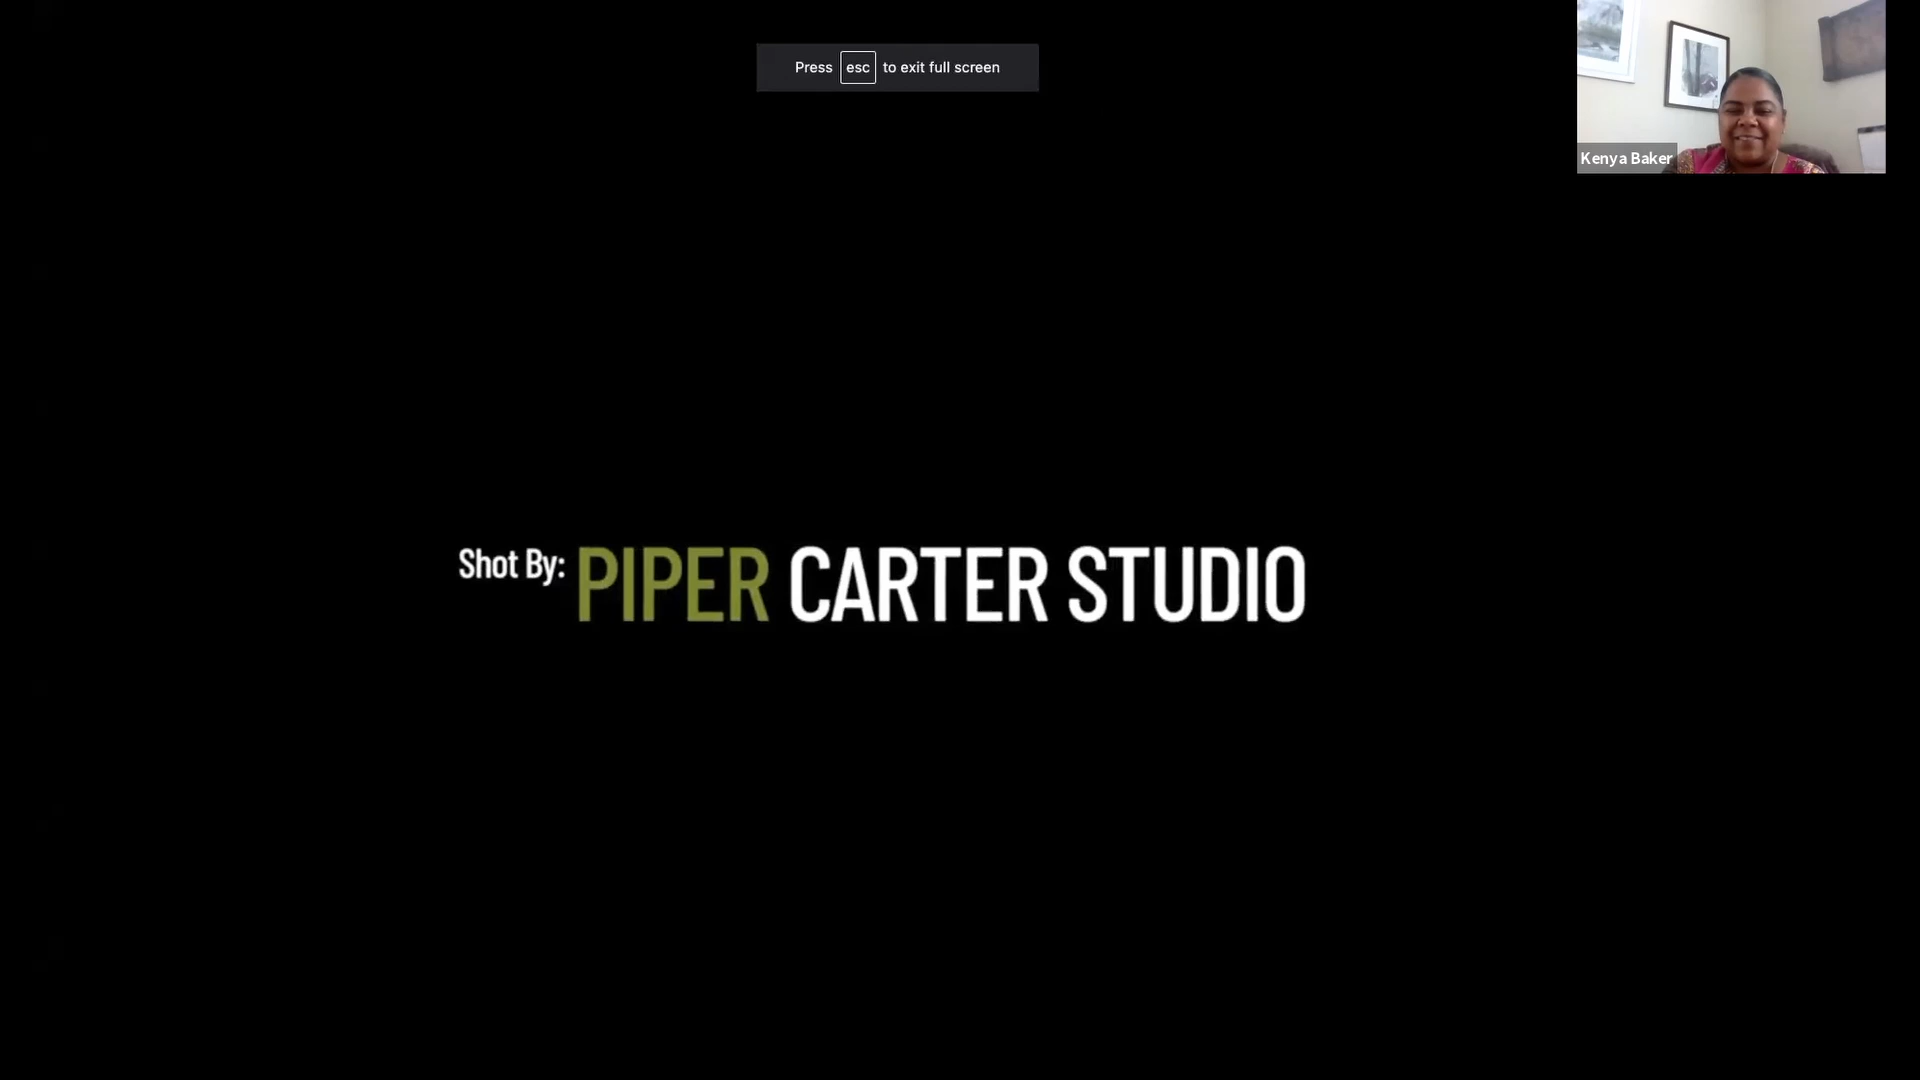 Press esc to exit full screen
Kenya Baker
Shot By: PIPER CARTER STUDIO